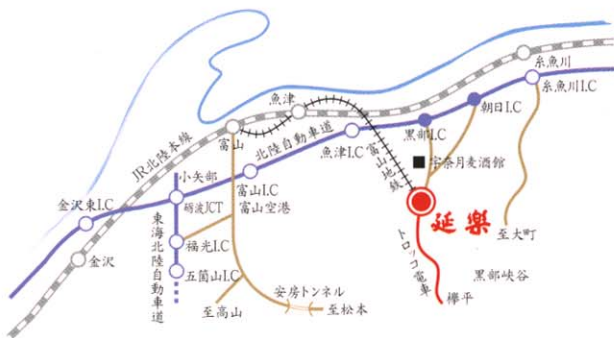 糸魚川
糸魚川I.C
朝日I.C
魚津
黒部I.C
JR北陸本線
富山
北陸自動車道
魚津I.C
富山地鉄
宇奈月麦酒館
小矢部
富山I.C
富山空港
金沢東I.C
砺波JCT
延楽
至大町
東海北陸自動車道
福光I.C
金沢
五箇山I.C
トロッコ電車
黒部峡谷
安房トンネル
至高山
至松本
欅平